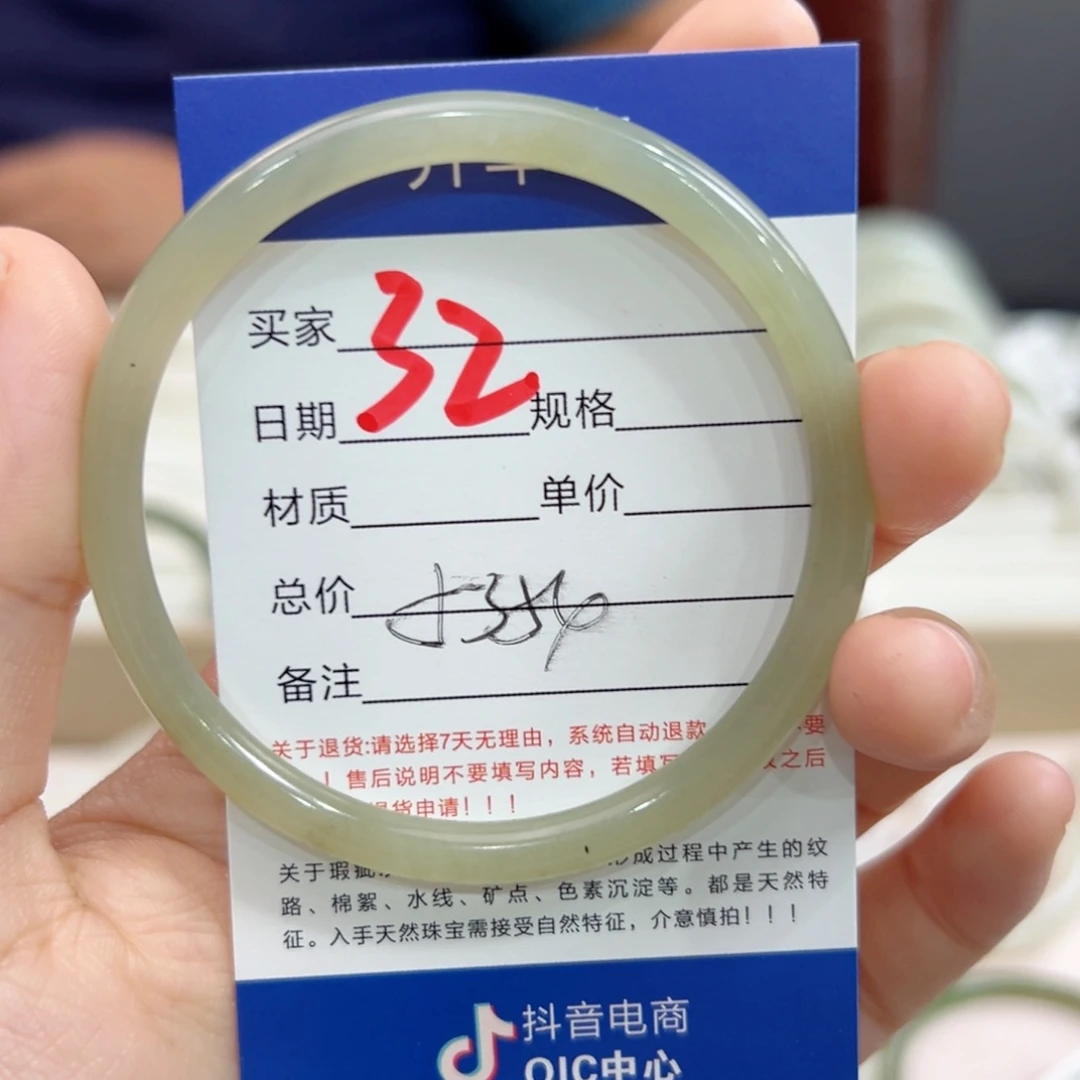 买家 32
日期 规格
材质 单价
总价
备注
关于退货:请选择7天无理由，系统自动退款 要
！售后说明不要填写内容，若填写 之后
货申请！！！
关于瑕疵 形成过程中产生的纹
路、棉絮、水线、矿点、色素沉淀等。都是天然特
征。入手天然珠宝需接受自然特征，介意慎拍！！！
抖音电商
QIC中心